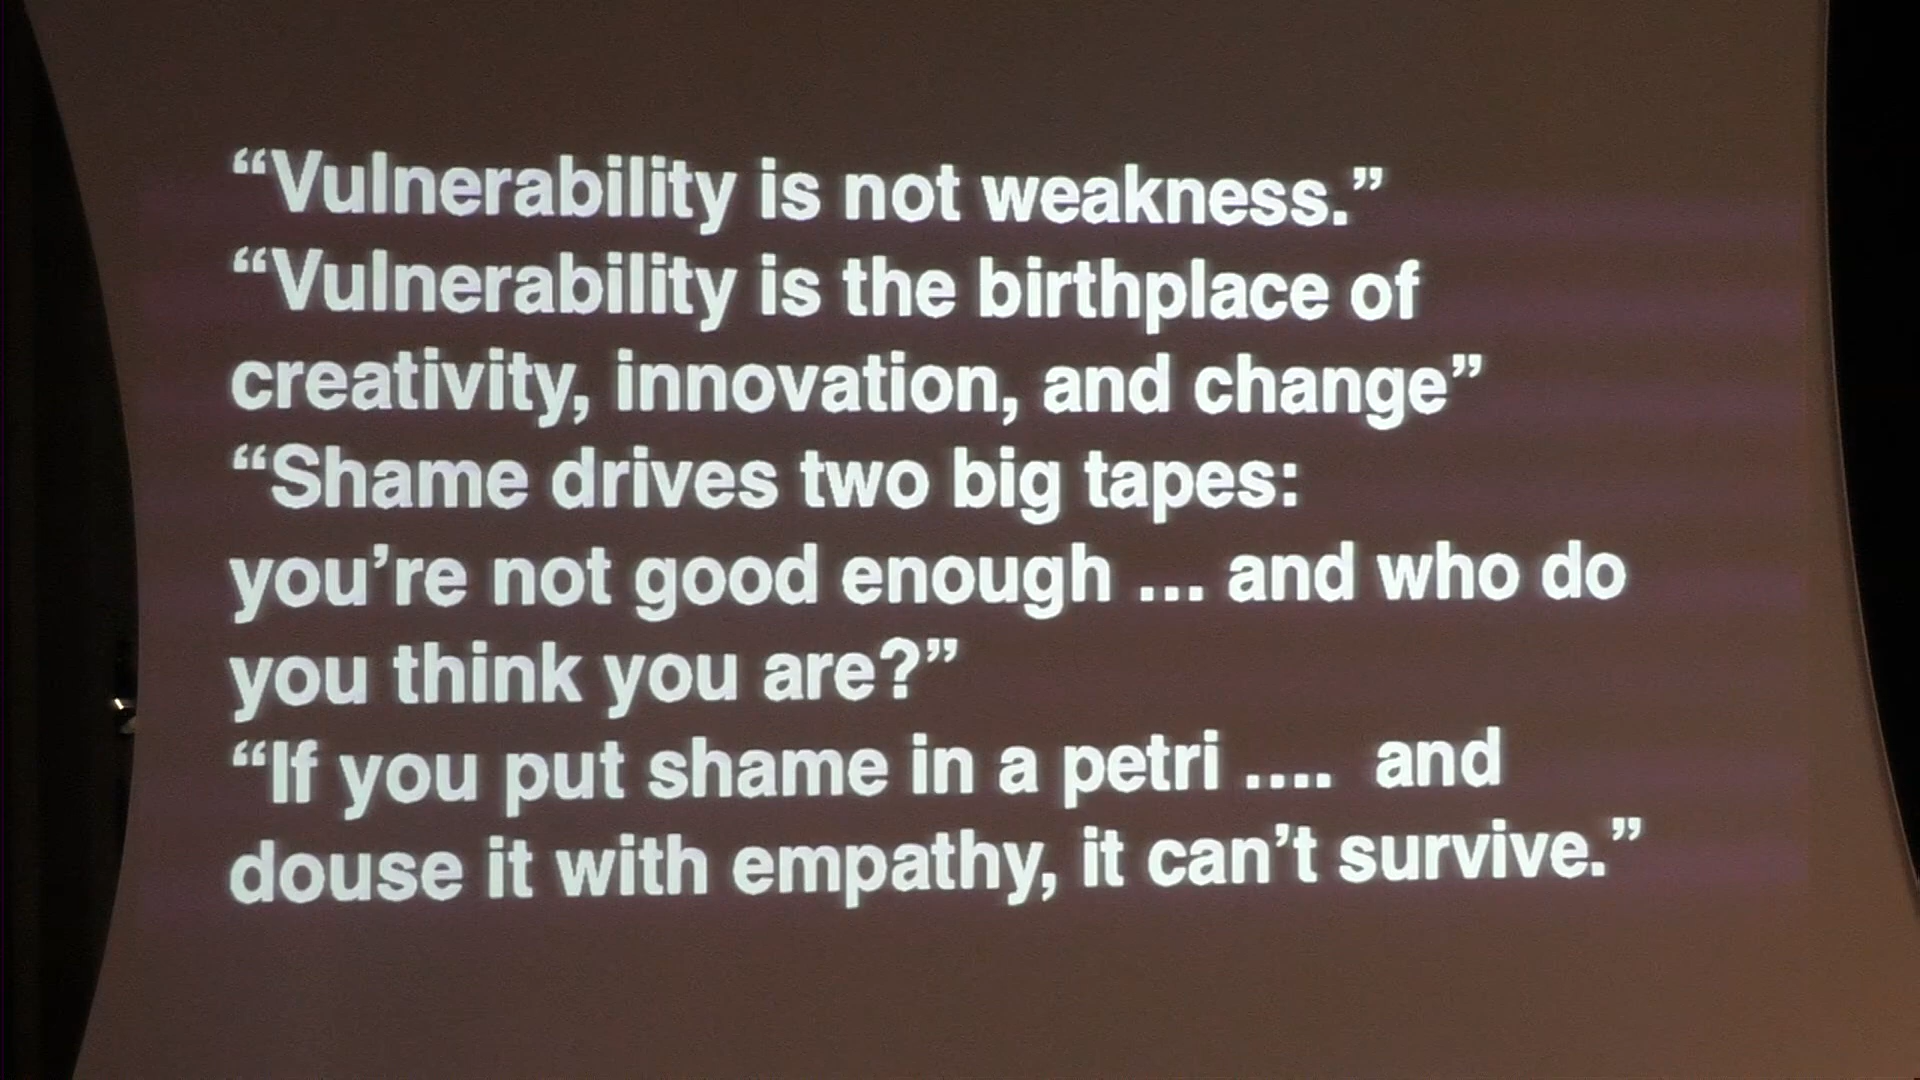 “Vulnerability is not weakness.”
“Vulnerability is the birthplace of
creativity, innovation, and change”
“Shame drives two big tapes:
you’re not good enough ... and who do
you think you are?”
“If you put shame in a petri ....  and
douse it with empathy, it can’t survive.”